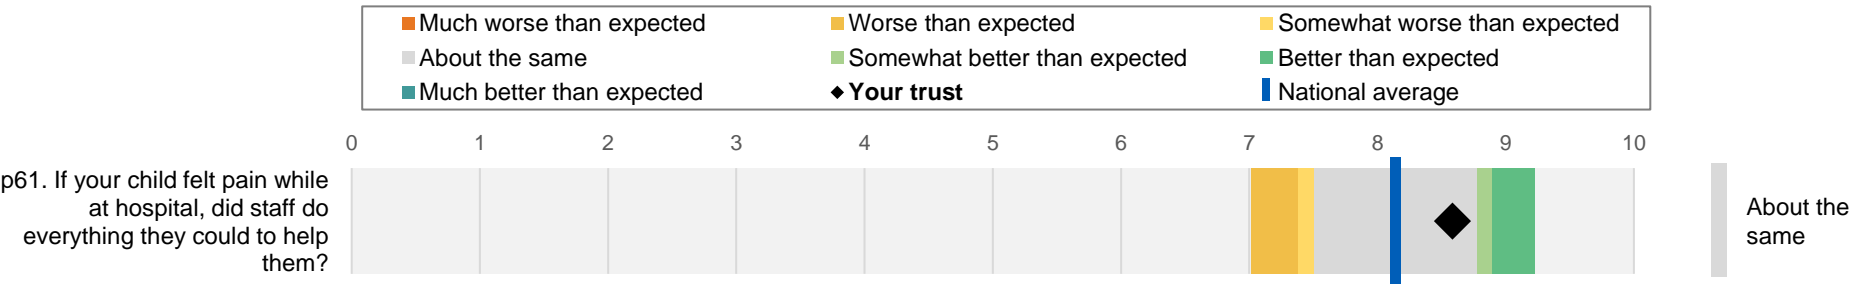 Much worse than expected Worse than expected Somewhat worse than expected
About the same Somewhat better than expected Better than expected
Much better than expected Your trust National average
0 1 2 3 4 5 6 7 8 9 10
p61. If your child felt pain while
at hospital, did staff do
everything they could to help
them?
About the
same